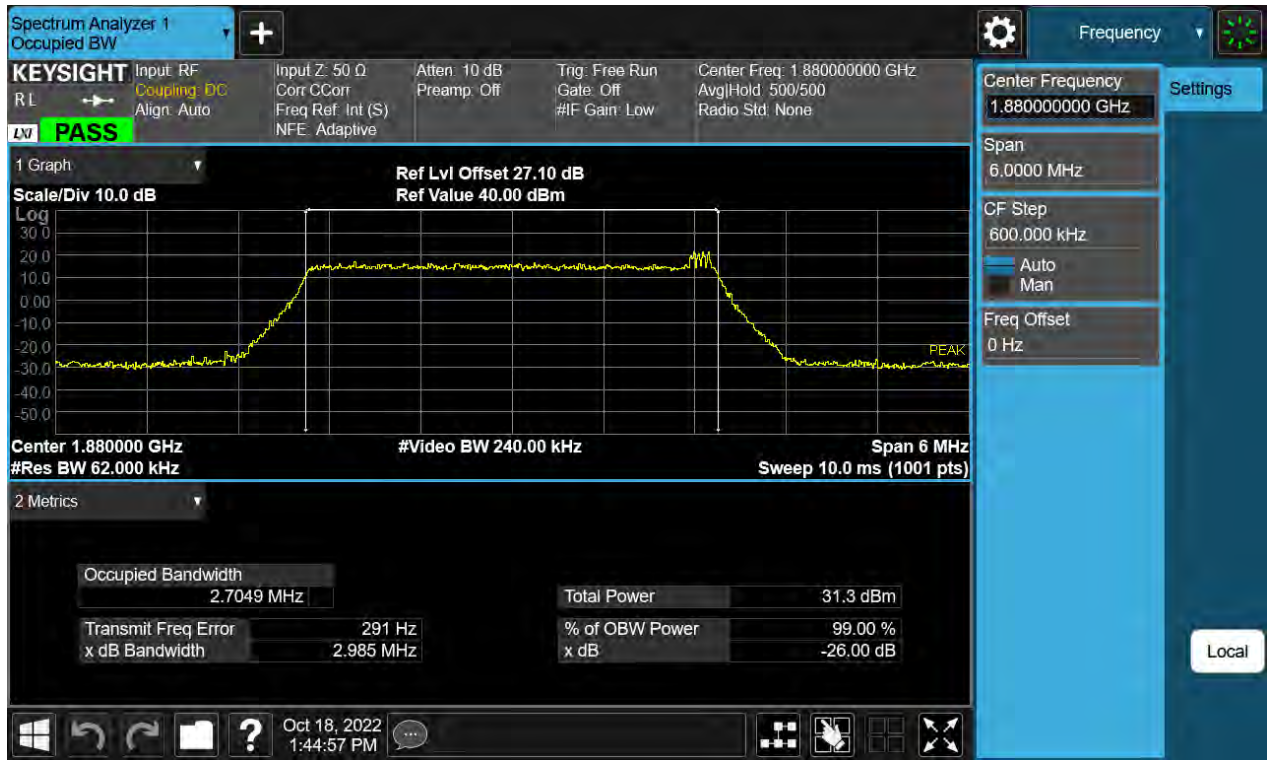 Spectrum Analyzer 1
Occupied BW
+
Frequency
KEYSIGHT
RL
LXI
PASS
Input: RF
Coupling: DC
Align: Auto
Input Z: 50 Ω
Corr CCorr
Freq Ref: Int (S)
NFE: Adaptive
Atten: 10 dB
Preamp: Off
Trig: Free Run
Gate: Off
#IF Gain: Low
Center Freq: 1.880000000 GHz
Avg|Hold: 500/500
Radio Std: None
Center Frequency
1.880000000 GHz
Settings
Span
6.0000 MHz
CF Step
600.000 kHz
Auto
Man
Freq Offset
0 Hz
1 Graph
Scale/Div 10.0 dB
Ref Lvl Offset 27.10 dB
Ref Value 40.00 dBm
Log
30.0
20.0
10.0
0.00
-10.0
-20.0
-30.0
-40.0
-50.0
PEAK
Center 1.880000 GHz
#Video BW 240.00 kHz
Span 6 MHz
#Res BW 62.000 kHz
Sweep 10.0 ms (1001 pts)
2 Metrics
Occupied Bandwidth
2.7049 MHz
Total Power 31.3 dBm
Transmit Freq Error 291 Hz
% of OBW Power 99.00 %
x dB Bandwidth 2.985 MHz
x dB -26.00 dB
Local
?
Oct 18, 2022
1:44:57 PM